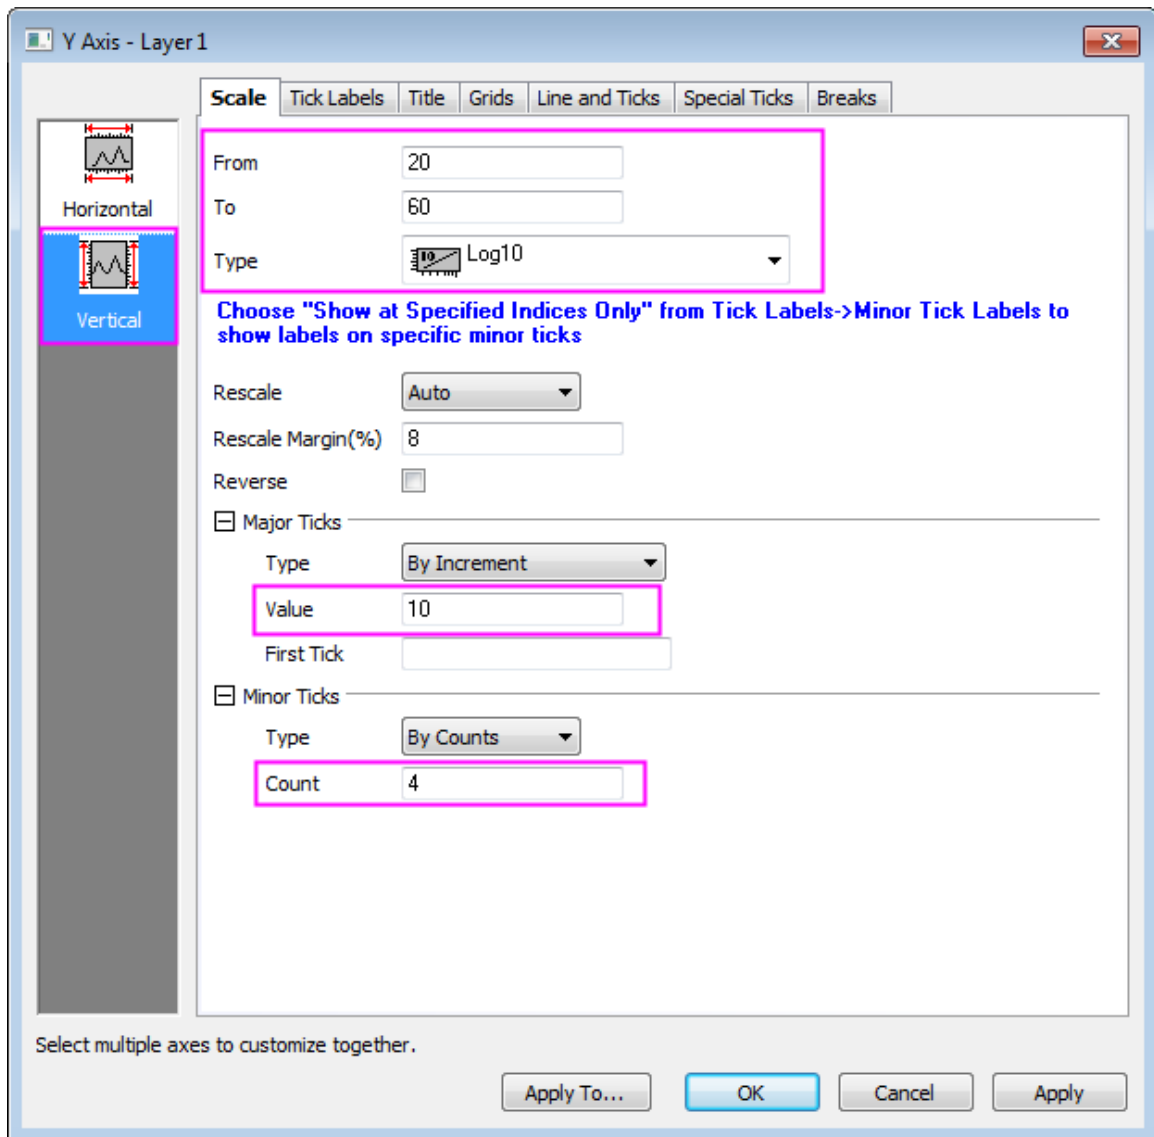 Y Axis - Layer 1
Scale Tick Labels Title Grids Line and Ticks Special Ticks Breaks
Horizontal
Vertical
From 20
To 60
Type 10 Log10
Choose "Show at Specified Indices Only" from Tick Labels->Minor Tick Labels to
show labels on specific minor ticks
Rescale Auto
Rescale Margin(%) 8
Reverse
Major Ticks
Type By Increment
Value 10
First Tick
Minor Ticks
Type By Counts
Count 4
Select multiple axes to customize together.
Apply To... OK Cancel Apply